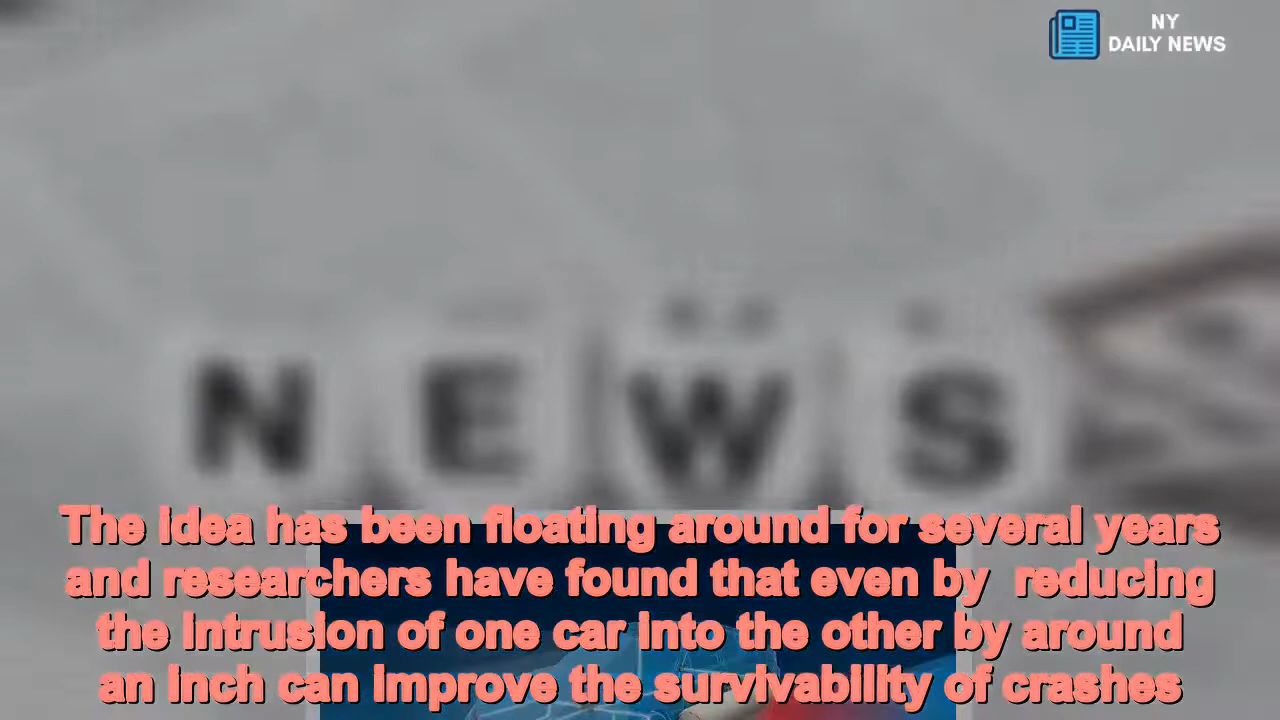 NY
DAILY NEWS
NEWS
The idea has been floating around for several years
and researchers have found that even by  reducing
the intrusion of one car into the other by around
an inch can improve the survivability of crashes